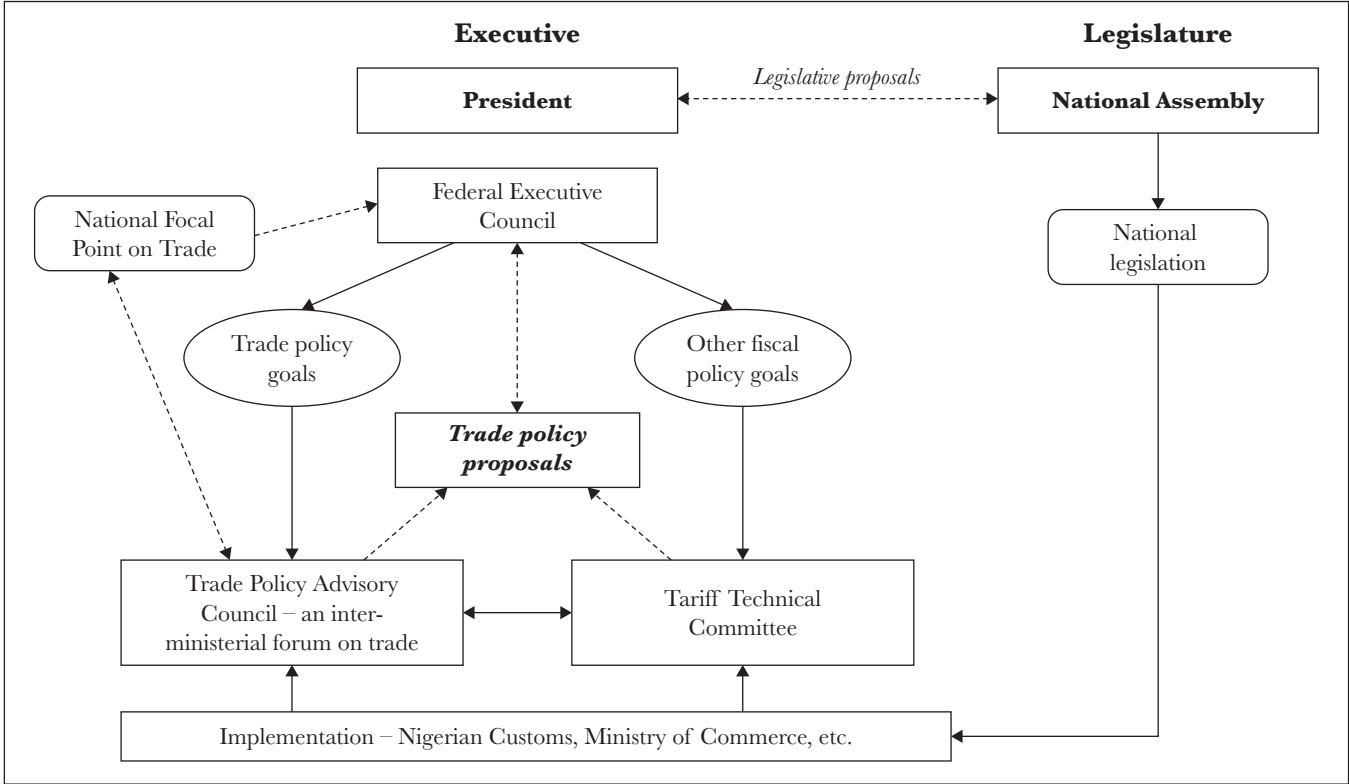 Executive
Legislature
President
Legislative proposals
National Assembly
Federal Executive
Council
National Focal
Point on Trade
National
legislation
Trade policy
goals
Other fiscal
policy goals
Trade policy
proposals
Trade Policy Advisory
Council – an inter-
ministerial forum on trade
Tariff Technical
Committee
Implementation – Nigerian Customs, Ministry of Commerce, etc.